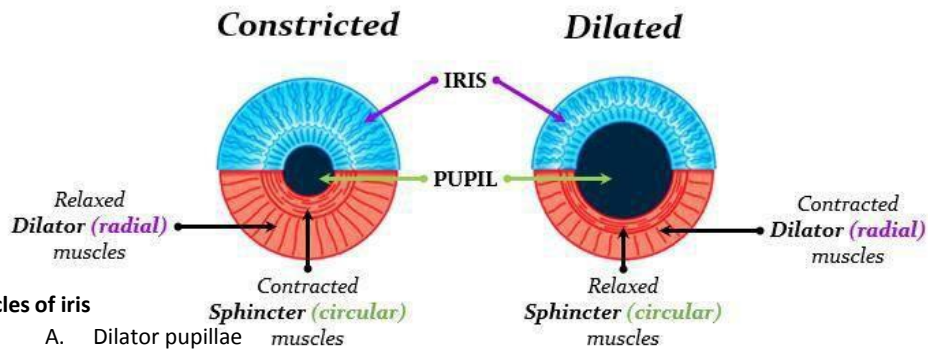 Constricted
Dilated
IRIS
PUPIL
Relaxed
Dilator (radial)
muscles
Contracted
Sphincter (circular)
muscles
Relaxed
Sphincter (circular)
muscles
Contracted
Dilator (radial)
muscles
of iris
A. Dilator pupillae